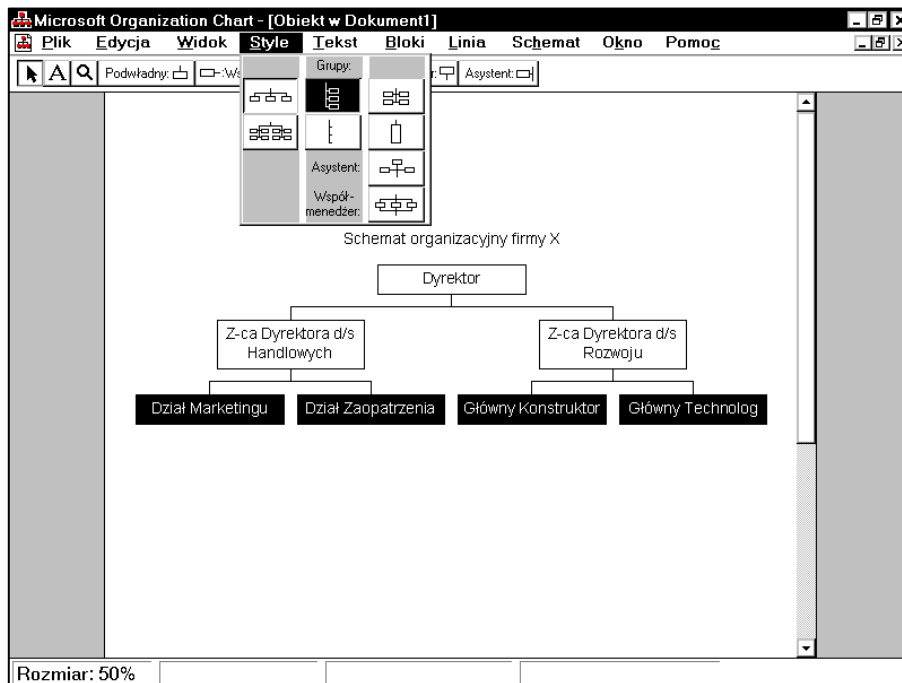 Microsoft Organization Chart - [Obiekt w Dokument1]
Plik Edycja Widok Style Tekst Bloki Linia Schemat Okno Pomoc
A Podwładny: :Ws r: Asystent:
Grupy:
Asystent:
Współ-
menedżer:
Schemat organizacyjny firmy X
Dyrektor
Z-ca Dyrektora d/s
Handlowych
Z-ca Dyrektora d/s
Rozwoju
Dział Marketingu
Dział Zaopatrzenia
Główny Konstruktor
Główny Technolog
Rozmiar: 50%